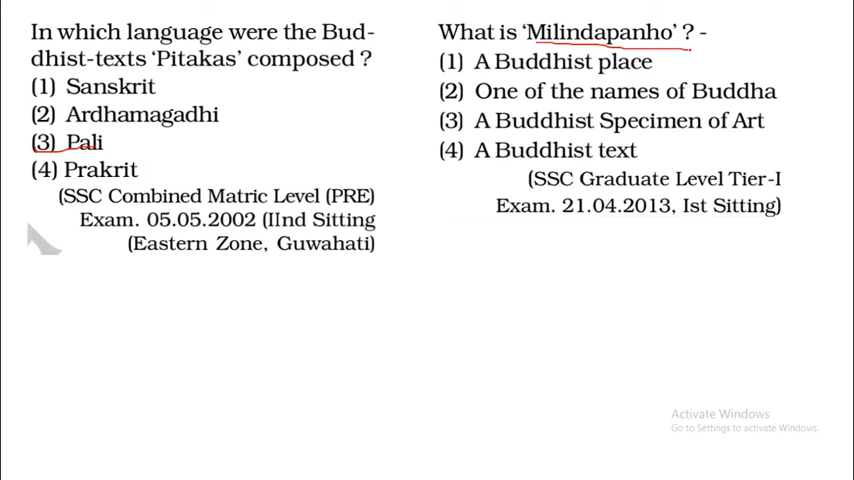 In which language were the Bud-
dhist-texts ‘Pitakas’ composed ?
(1) Sanskrit
(2) Ardhamagadhi
(3) Pali
(4) Prakrit
(SSC Combined Matric Level (PRE)
Exam. 05.05.2002 (IInd Sitting
(Eastern Zone, Guwahati)
What is ‘Milindapanho’ ? -
(1) A Buddhist place
(2) One of the names of Buddha
(3) A Buddhist Specimen of Art
(4) A Buddhist text
(SSC Graduate Level Tier-I
Exam. 21.04.2013, Ist Sitting)
Activate Windows
Go to Settings to activate Windows.